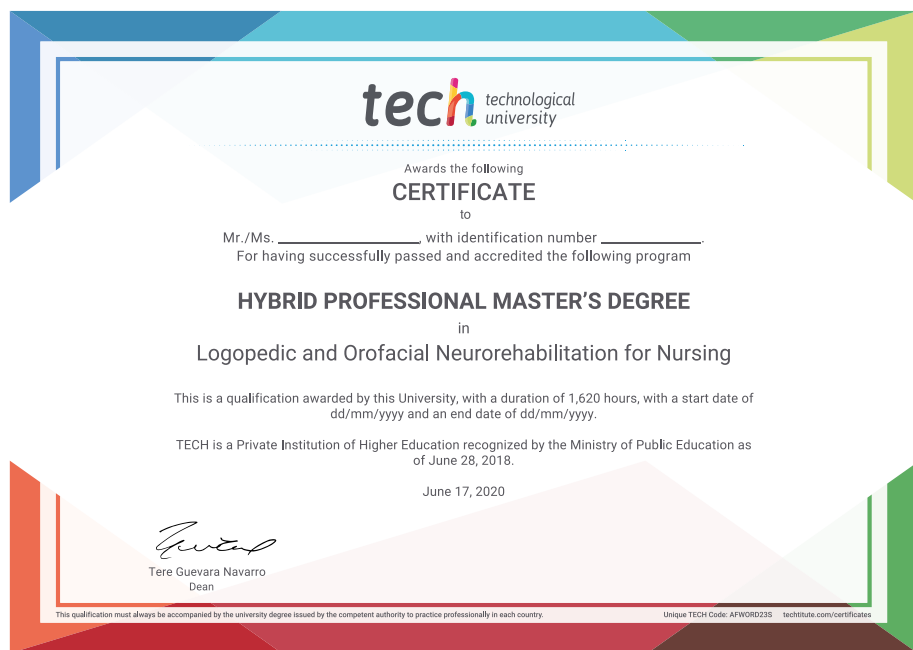 tech technological
university
Awards the following
CERTIFICATE
to
Mr./Ms. ____________________, with identification number ______________.
For having successfully passed and accredited the following program
HYBRID PROFESSIONAL MASTER'S DEGREE
in
Logopedic and Orofacial Neurorehabilitation for Nursing
This is a qualification awarded by this University, with a duration of 1,620 hours, with a start date of
dd/mm/yyyy and an end date of dd/mm/yyyy.
TECH is a Private Institution of Higher Education recognized by the Ministry of Public Education as
of June 28, 2018.
June 17, 2020
Tere Guevara Navarro
Dean
This qualification must always be accompanied by the university degree issued by the competent authority to practice professionally in each country. Unique TECH Code: AFWORD23S techtitute.com/certificates